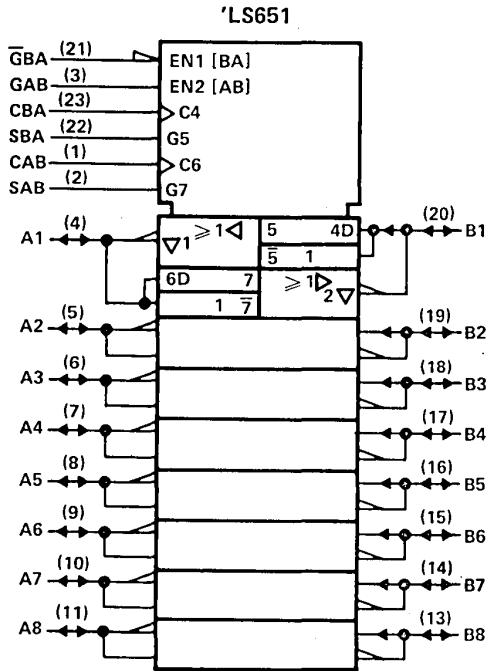 'LS651
G̅BA (21) EN1 [BA]
GAB (3) EN2 [AB]
CBA (23) C4
SBA (22) G5
CAB (1) C6
SAB (2) G7
A1 (4) ▽1 ≥1◁ 5 4D (20) B1
5̅ 1
6D 7 ≥1▷
1 7̅ 2▽
A2 (5) (19) B2
A3 (6) (18) B3
A4 (7) (17) B4
A5 (8) (16) B5
A6 (9) (15) B6
A7 (10) (14) B7
A8 (11) (13) B8